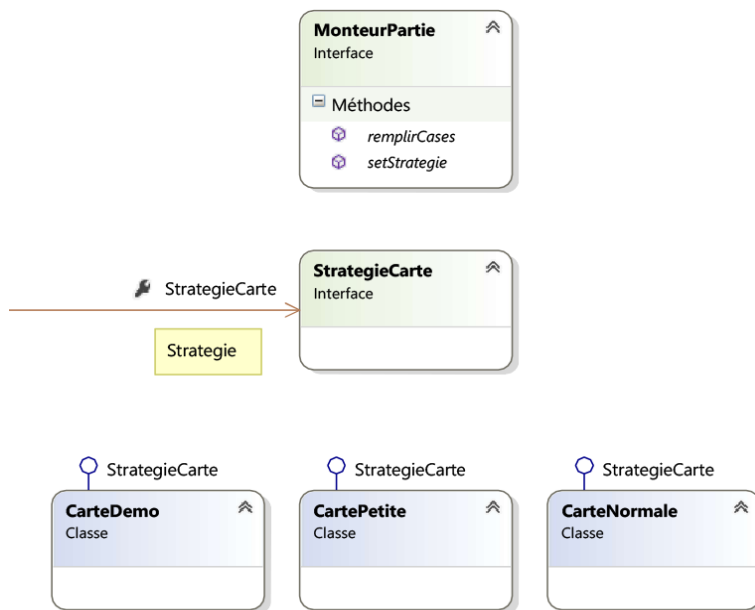 MonteurPartie
Interface
Méthodes
remplirCases
setStrategie
StrategieCarte
StrategieCarte
Interface
Strategie
StrategieCarte
StrategieCarte
StrategieCarte
CarteDemo
Classe
CartePetite
Classe
CarteNormale
Classe